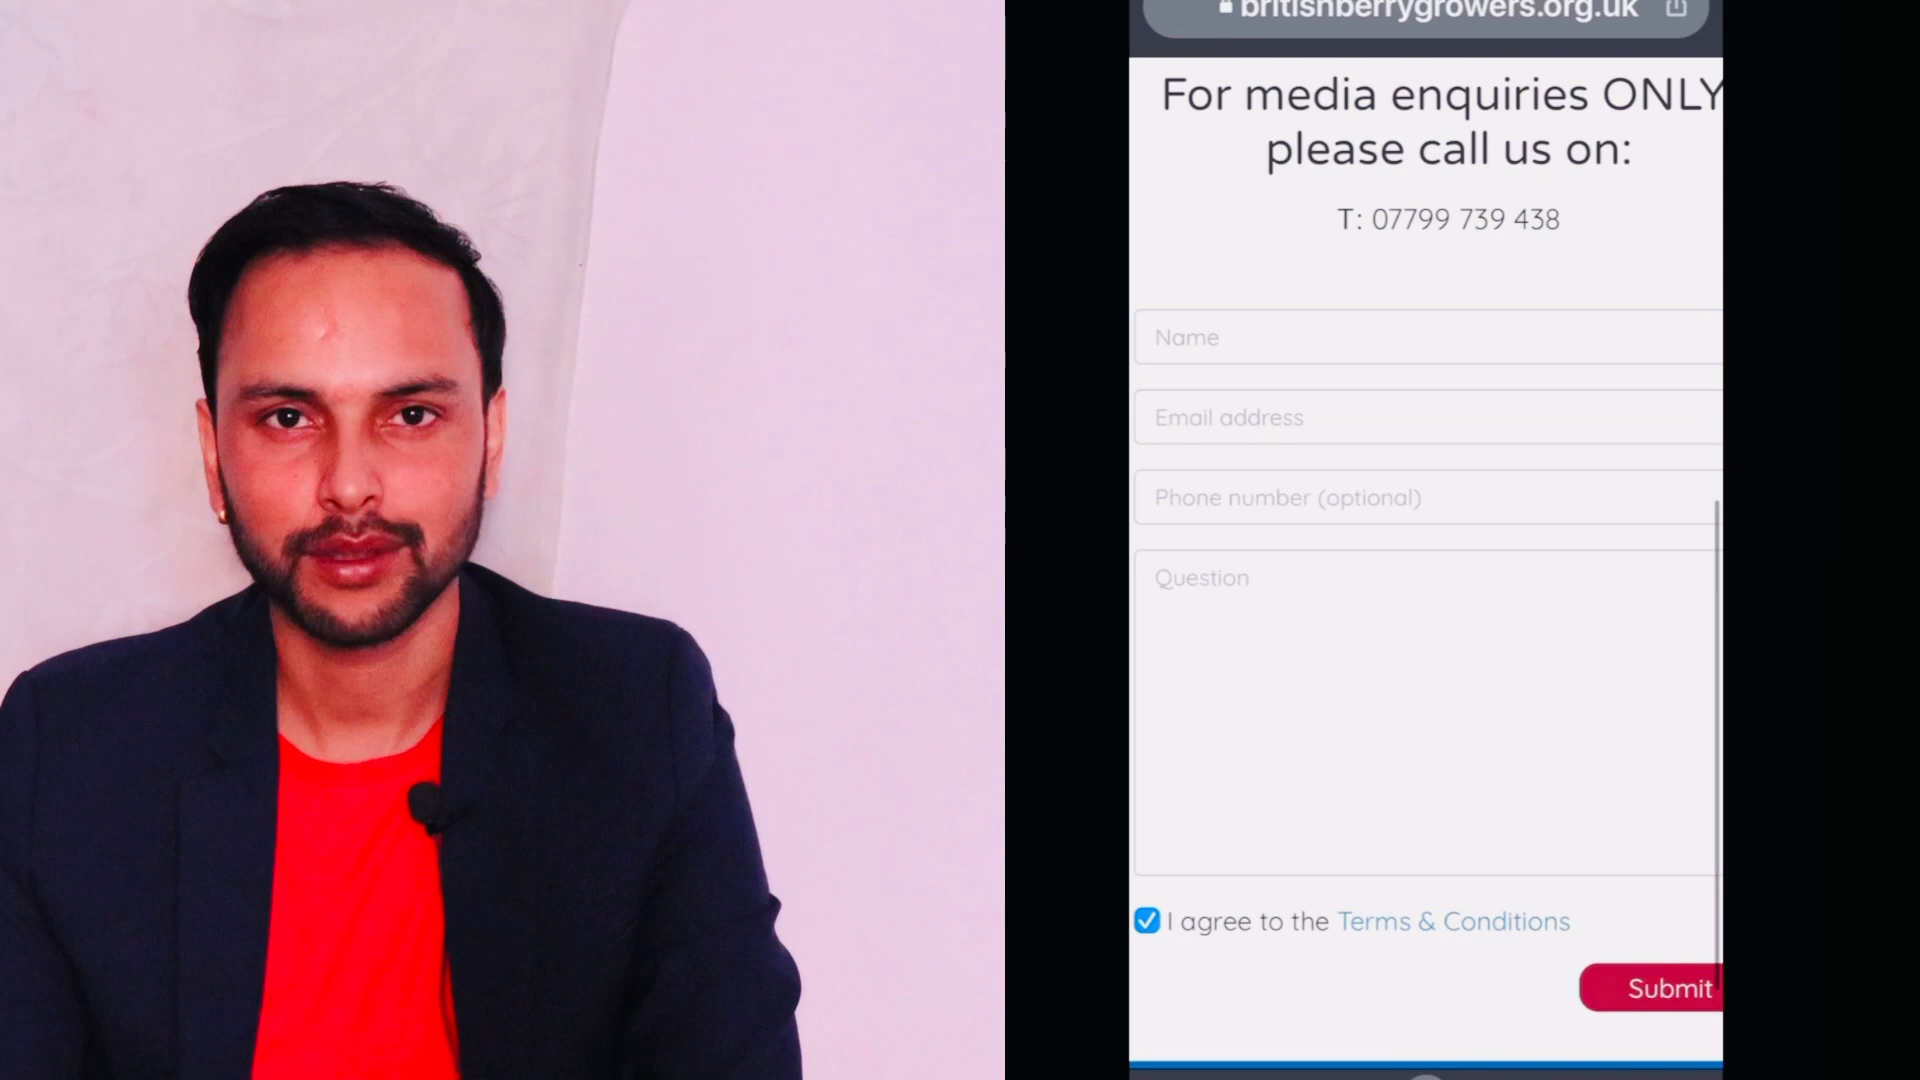 britishberrygrowers.org.uk
For media enquiries ONLY
please call us on:
T: 07799 739 438
Name
Email address
Phone number (optional)
Question
I agree to the Terms & Conditions
Submit